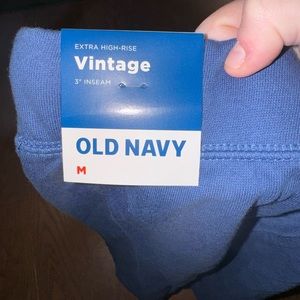 EXTRA HIGH-RISE
Vintage
3" INSEAM
OLD NAVY
M